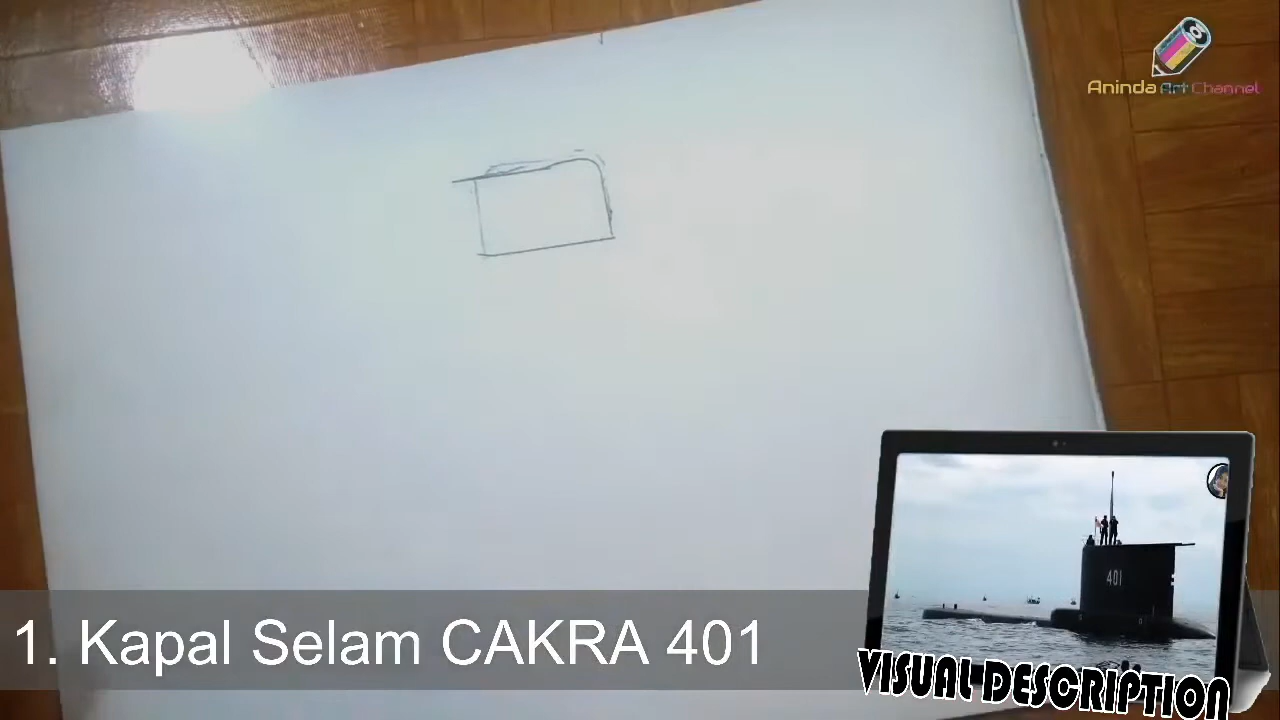 Aninda Art Channel
401
1. Kapal Selam CAKRA 401
VISUAL DESCRIPTION